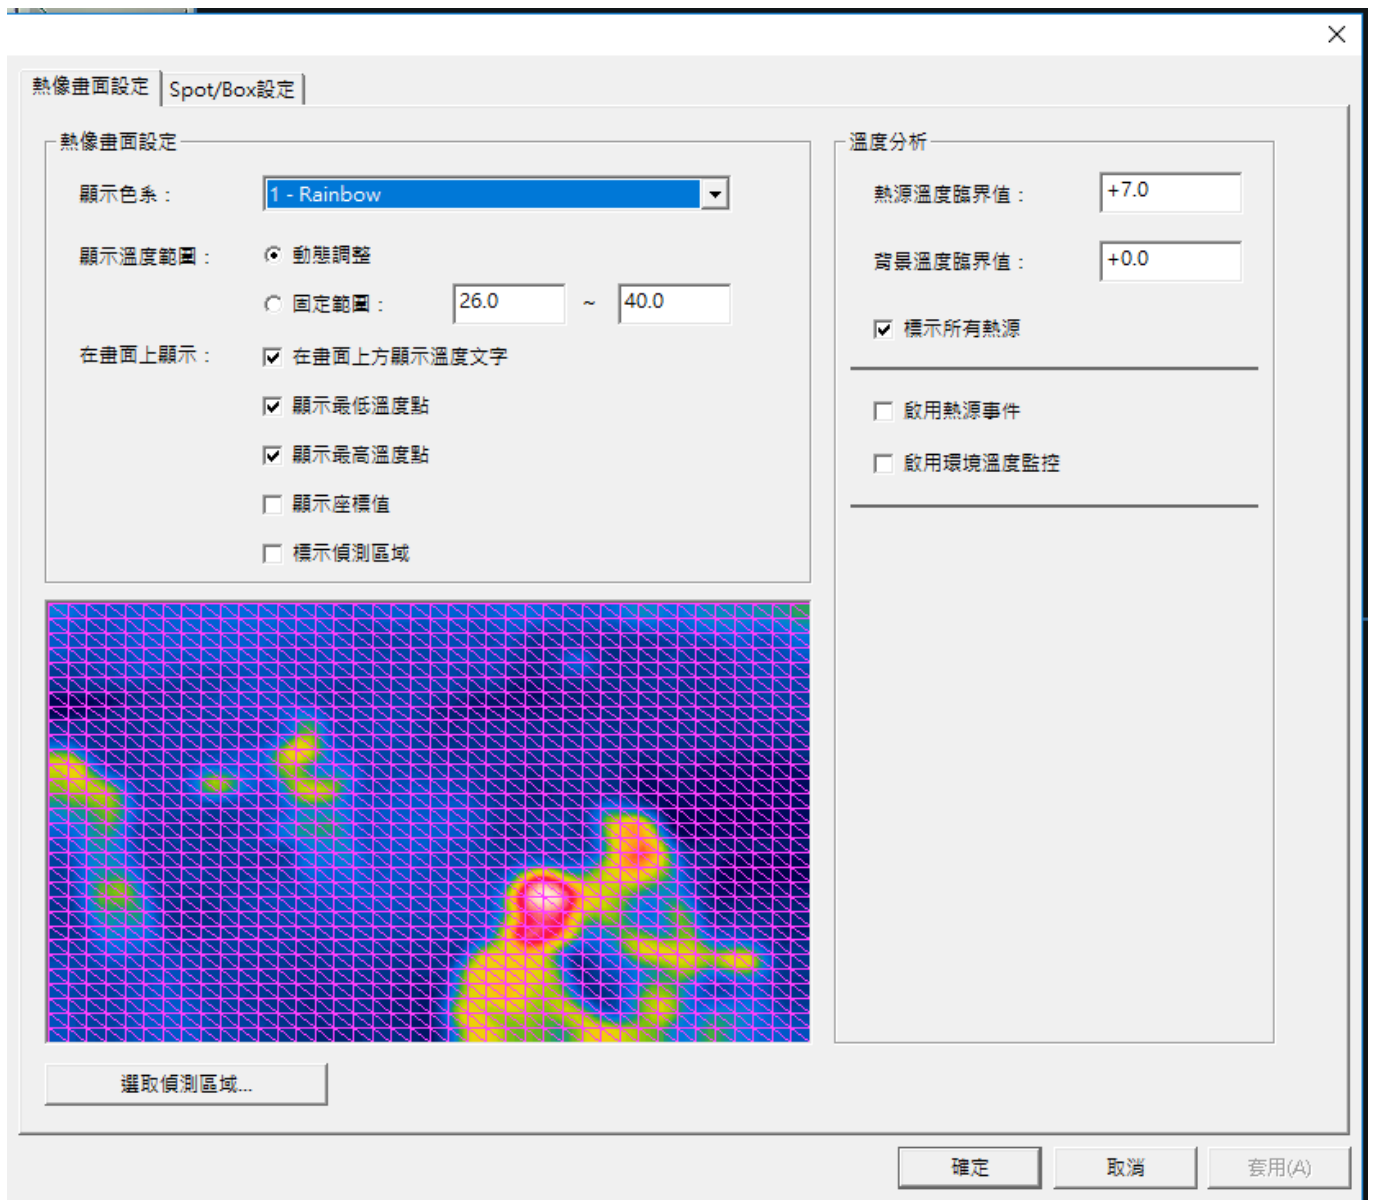 熱像畫面設定
Spot/Box設定
熱像畫面設定
顯示色系：
1 - Rainbow
顯示溫度範圍：
動態調整
固定範圍：
26.0
~
40.0
在畫面上顯示：
在畫面上方顯示溫度文字
顯示最低溫度點
顯示最高溫度點
顯示座標值
標示偵測區域
選取偵測區域...
溫度分析
熱源溫度臨界值：
+7.0
背景溫度臨界值：
+0.0
標示所有熱源
啟用熱源事件
啟用環境溫度監控
確定
取消
套用(A)